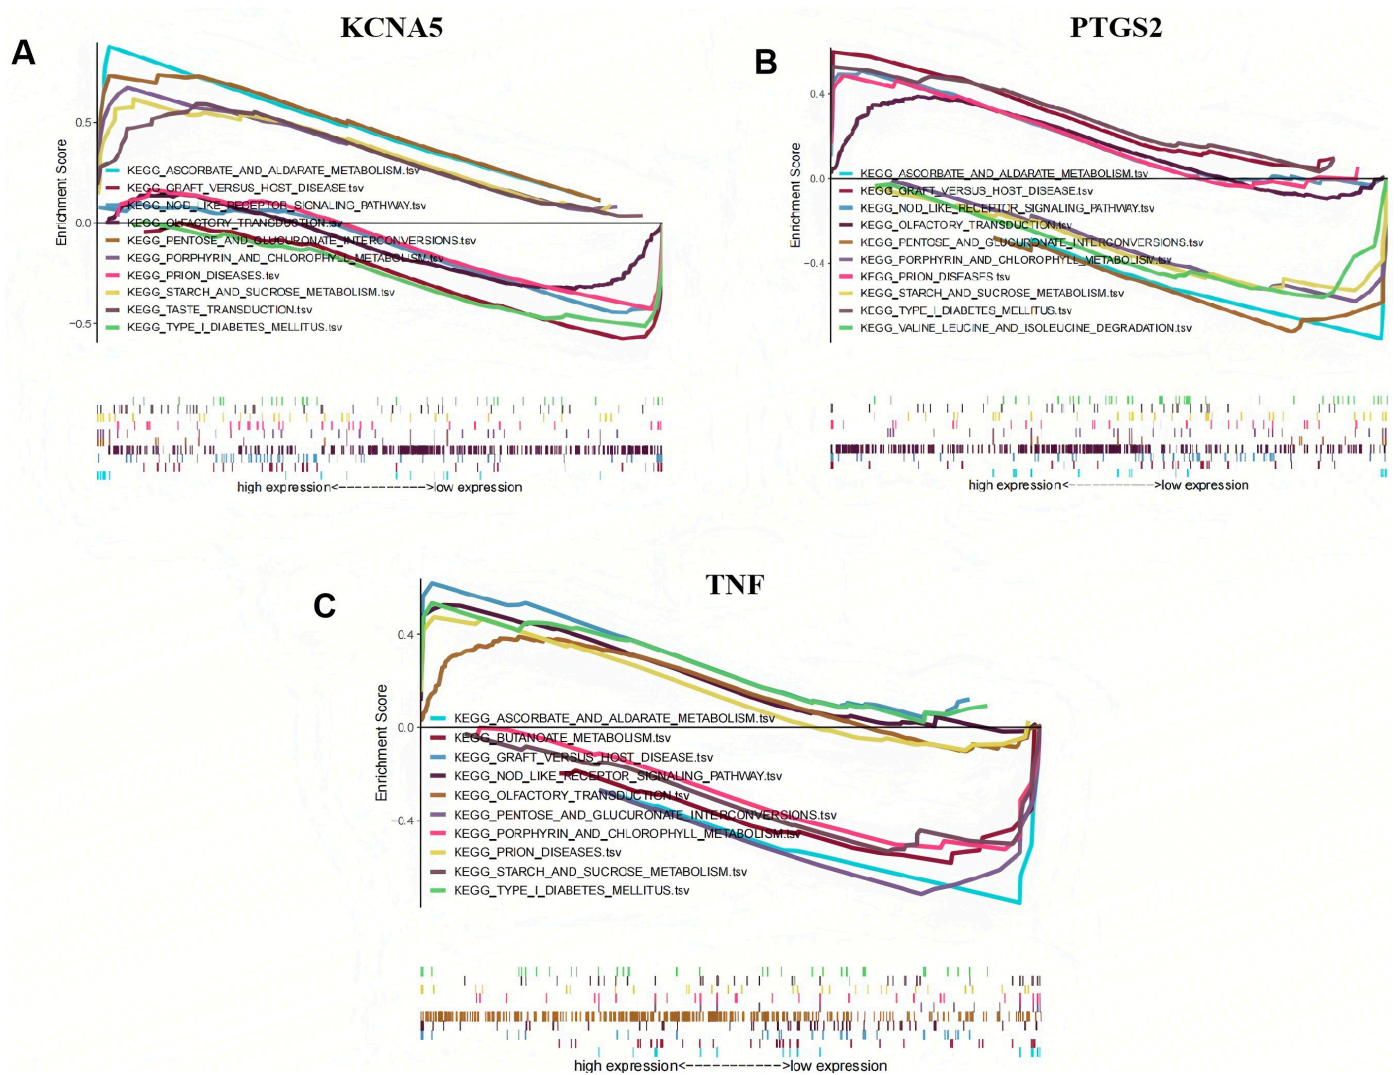 KCNA5
A
0.5
0.0
−0.5
Enrichment Score
KEGG_ASCORBATE_AND_ALDARATE_METABOLISM.tsv
KEGG_GRAFT_VERSUS_HOST_DISEASE.tsv
KEGG_NOD_LIKE_RECEPTOR_SIGNALING_PATHWAY.tsv
KEGG_OLFACTORY_TRANSDUCTION.tsv
KEGG_PENTOSE_AND_GLUCURONATE_INTERCONVERSIONS.tsv
KEGG_PORPHYRIN_AND_CHLOROPHYLL_METABOLISM.tsv
KEGG_PRION_DISEASES.tsv
KEGG_STARCH_AND_SUCROSE_METABOLISM.tsv
KEGG_TASTE_TRANSDUCTION.tsv
KEGG_TYPE_I_DIABETES_MELLITUS.tsv
high expression<------------>low expression
PTGS2
B
0.4
0.0
−0.4
Enrichment Score
KEGG_ASCORBATE_AND_ALDARATE_METABOLISM.tsv
KEGG_GRAFT_VERSUS_HOST_DISEASE.tsv
KEGG_NOD_LIKE_RECEPTOR_SIGNALING_PATHWAY.tsv
KEGG_OLFACTORY_TRANSDUCTION.tsv
KEGG_PENTOSE_AND_GLUCURONATE_INTERCONVERSIONS.tsv
KEGG_PORPHYRIN_AND_CHLOROPHYLL_METABOLISM.tsv
KEGG_PRION_DISEASES.tsv
KEGG_STARCH_AND_SUCROSE_METABOLISM.tsv
KEGG_TYPE_I_DIABETES_MELLITUS.tsv
KEGG_VALINE_LEUCINE_AND_ISOLEUCINE_DEGRADATION.tsv
high expression<------------>low expression
TNF
C
0.4
0.0
−0.4
Enrichment Score
KEGG_ASCORBATE_AND_ALDARATE_METABOLISM.tsv
KEGG_BUTANOATE_METABOLISM.tsv
KEGG_GRAFT_VERSUS_HOST_DISEASE.tsv
KEGG_NOD_LIKE_RECEPTOR_SIGNALING_PATHWAY.tsv
KEGG_OLFACTORY_TRANSDUCTION.tsv
KEGG_PENTOSE_AND_GLUCURONATE_INTERCONVERSIONS.tsv
KEGG_PORPHYRIN_AND_CHLOROPHYLL_METABOLISM.tsv
KEGG_PRION_DISEASES.tsv
KEGG_STARCH_AND_SUCROSE_METABOLISM.tsv
KEGG_TYPE_I_DIABETES_MELLITUS.tsv
high expression<------------>low expression